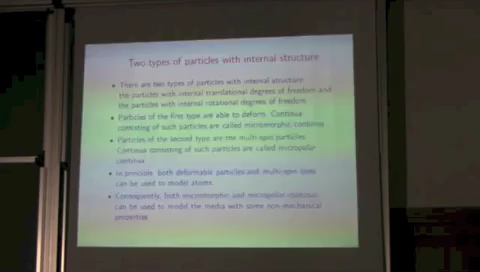 Two types of particles with internal structure
There are two types of particles with internal structure:
the particles with internal translational degrees of freedom and
the particles with internal rotational degrees of freedom.
Particles of the first type are able to deform. Continua
consisting of such particles are called micromorphic continua.
Particles of the second type are the multi-spin particles.
Continua consisting of such particles are called micropolar
continua.
In principle, both deformable particles and multi-spin ones
can be used to model atoms.
Consequently, both micromorphic and micropolar continua
can be used to model the media with some non-mechanical
properties.